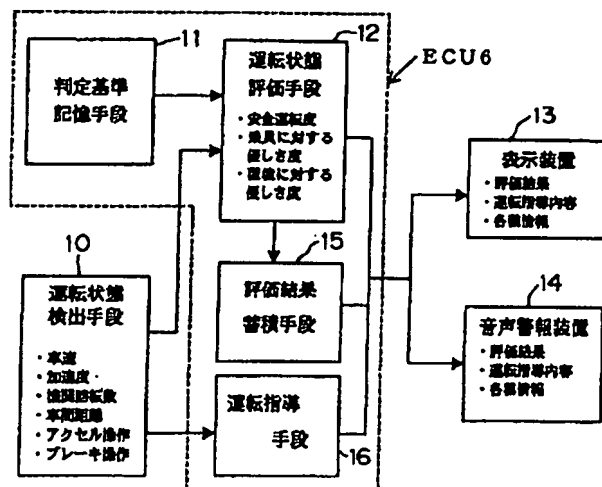 11
判定基準
記憶手段
12
運転状態
評価手段
・安全運転度
・乗員に対する
優しさ度
・環境に対する
優しさ度
ECU6
13
表示装置
・評価結果
・運転指導内容
・各種情報
10
運転状態
検出手段
・車速
・加速度
・機関回転数
・車間距離
・アクセル操作
・ブレーキ操作
15
評価結果
蓄積手段
14
音声警報装置
・評価結果
・運転指導内容
・各種情報
運転指導
手段
16